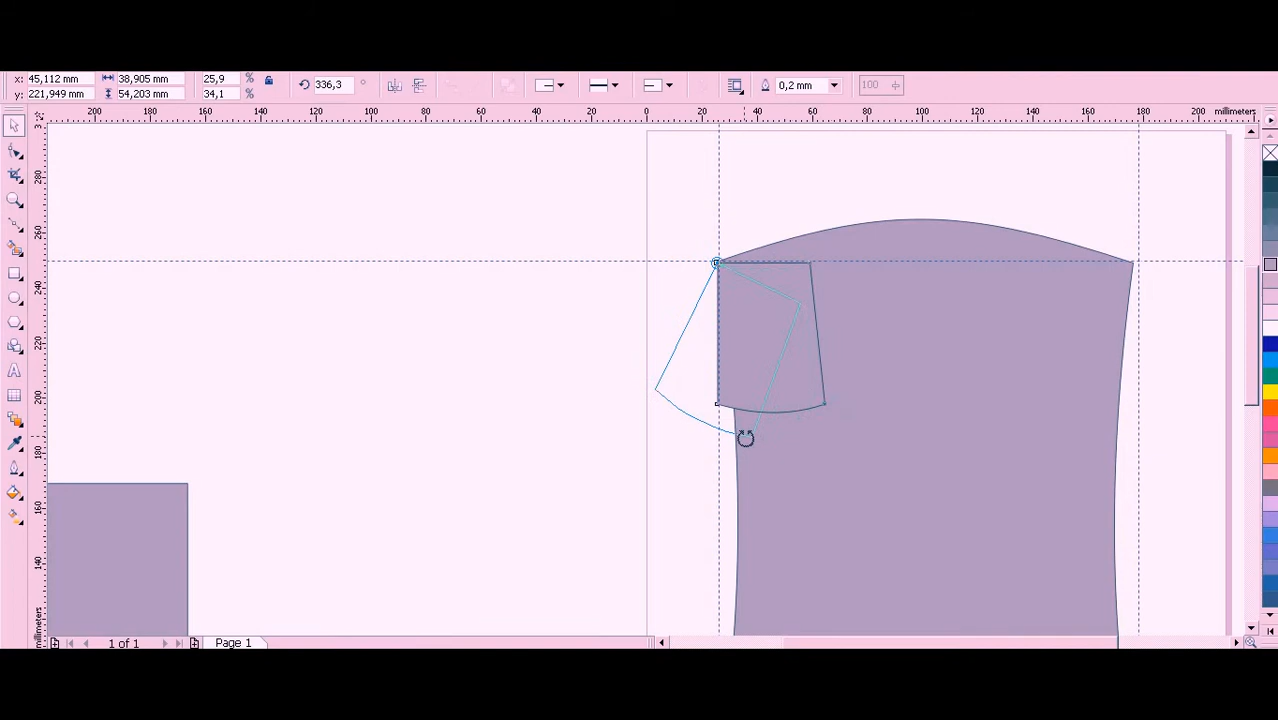 x: 45,112 mm 38,905 mm 25,9 %
y: 221,949 mm 54,203 mm 34,1 %
336,3 °
0,2 mm
100
200 160 140 120 100 80 60 40 20 0 20 40 60 80 100 120 140 160 180 200 millimeters
280
260
240
220
200
180
160
140
millimeters
1 of 1
Page 1